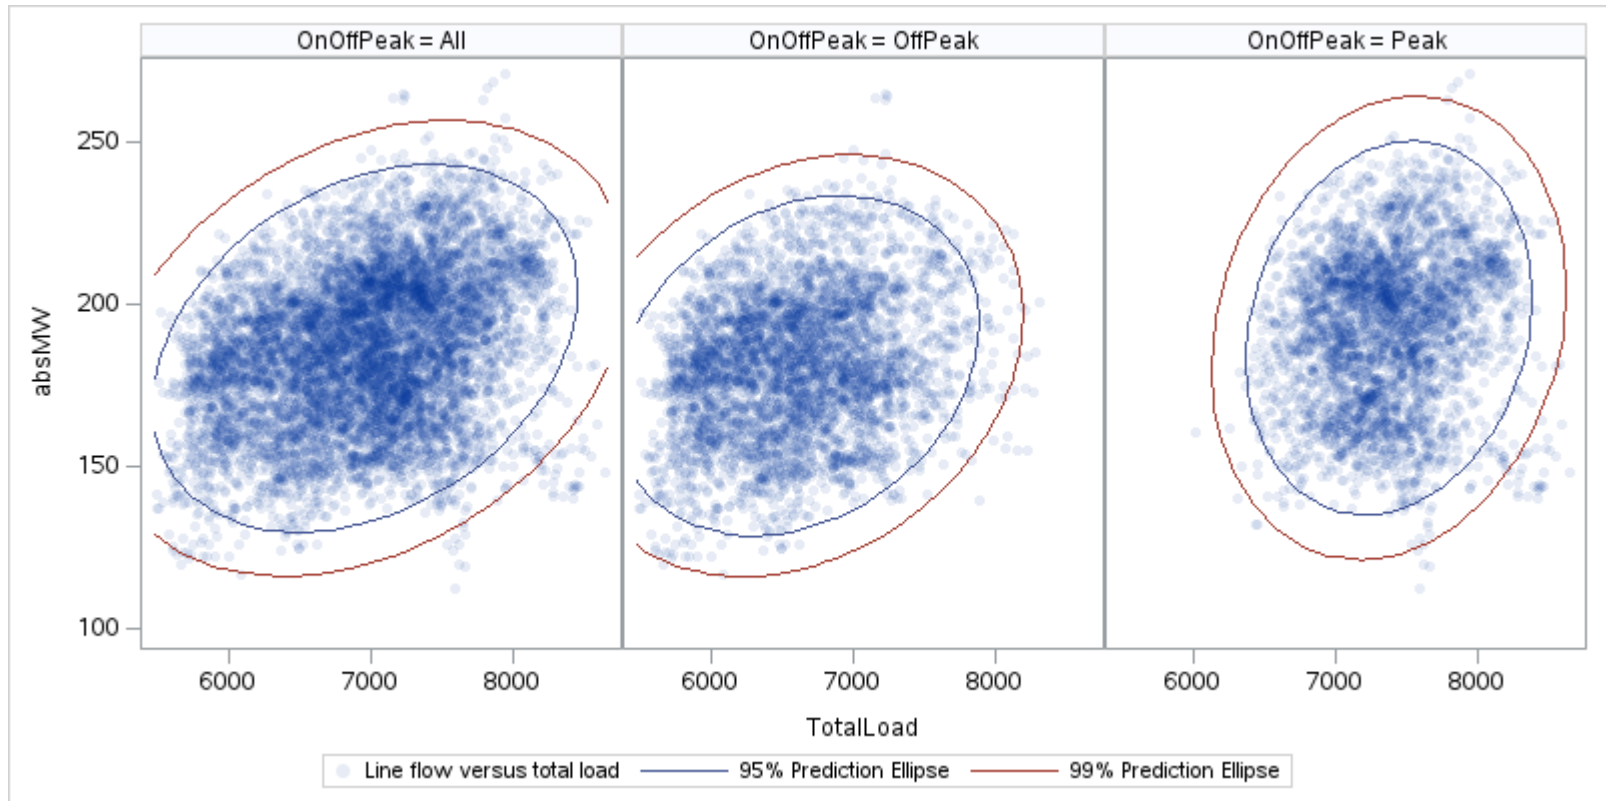 OnOffPeak = All
OnOffPeak = OffPeak
OnOffPeak = Peak
absMW
250
200
150
100
6000 7000 8000
6000 7000 8000
6000 7000 8000
TotalLoad
Line flow versus total load
95% Prediction Ellipse
99% Prediction Ellipse